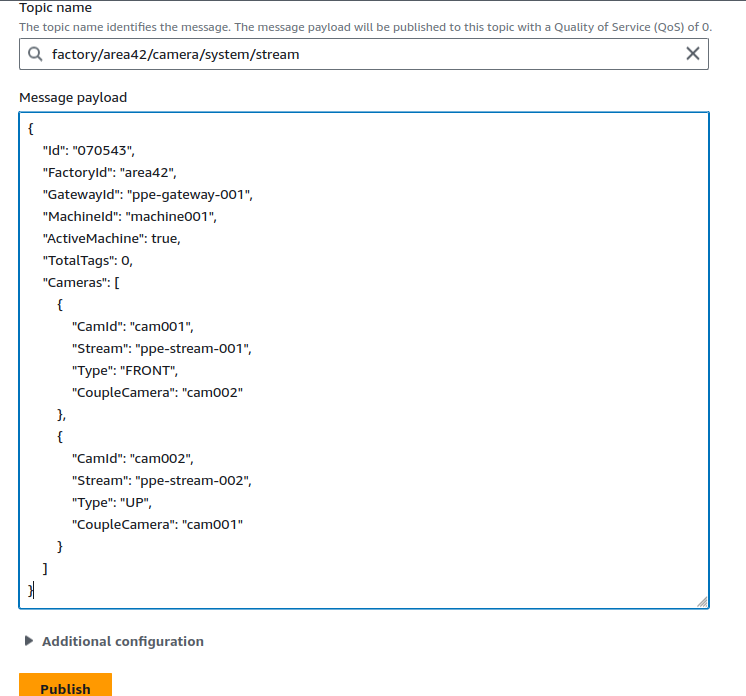 Topic name
The topic name identifies the message. The message payload will be published to this topic with a Quality of Service (QoS) of 0.
factory/area42/camera/system/stream
Message payload
{
"Id": "070543",
"FactoryId": "area42",
"GatewayId": "ppe-gateway-001",
"MachineId": "machine001",
"ActiveMachine": true,
"TotalTags": 0,
"Cameras": [
{
"CamId": "cam001",
"Stream": "ppe-stream-001",
"Type": "FRONT",
"CoupleCamera": "cam002"
},
{
"CamId": "cam002",
"Stream": "ppe-stream-002",
"Type": "UP",
"CoupleCamera": "cam001"
}
]
}
Additional configuration
Publish